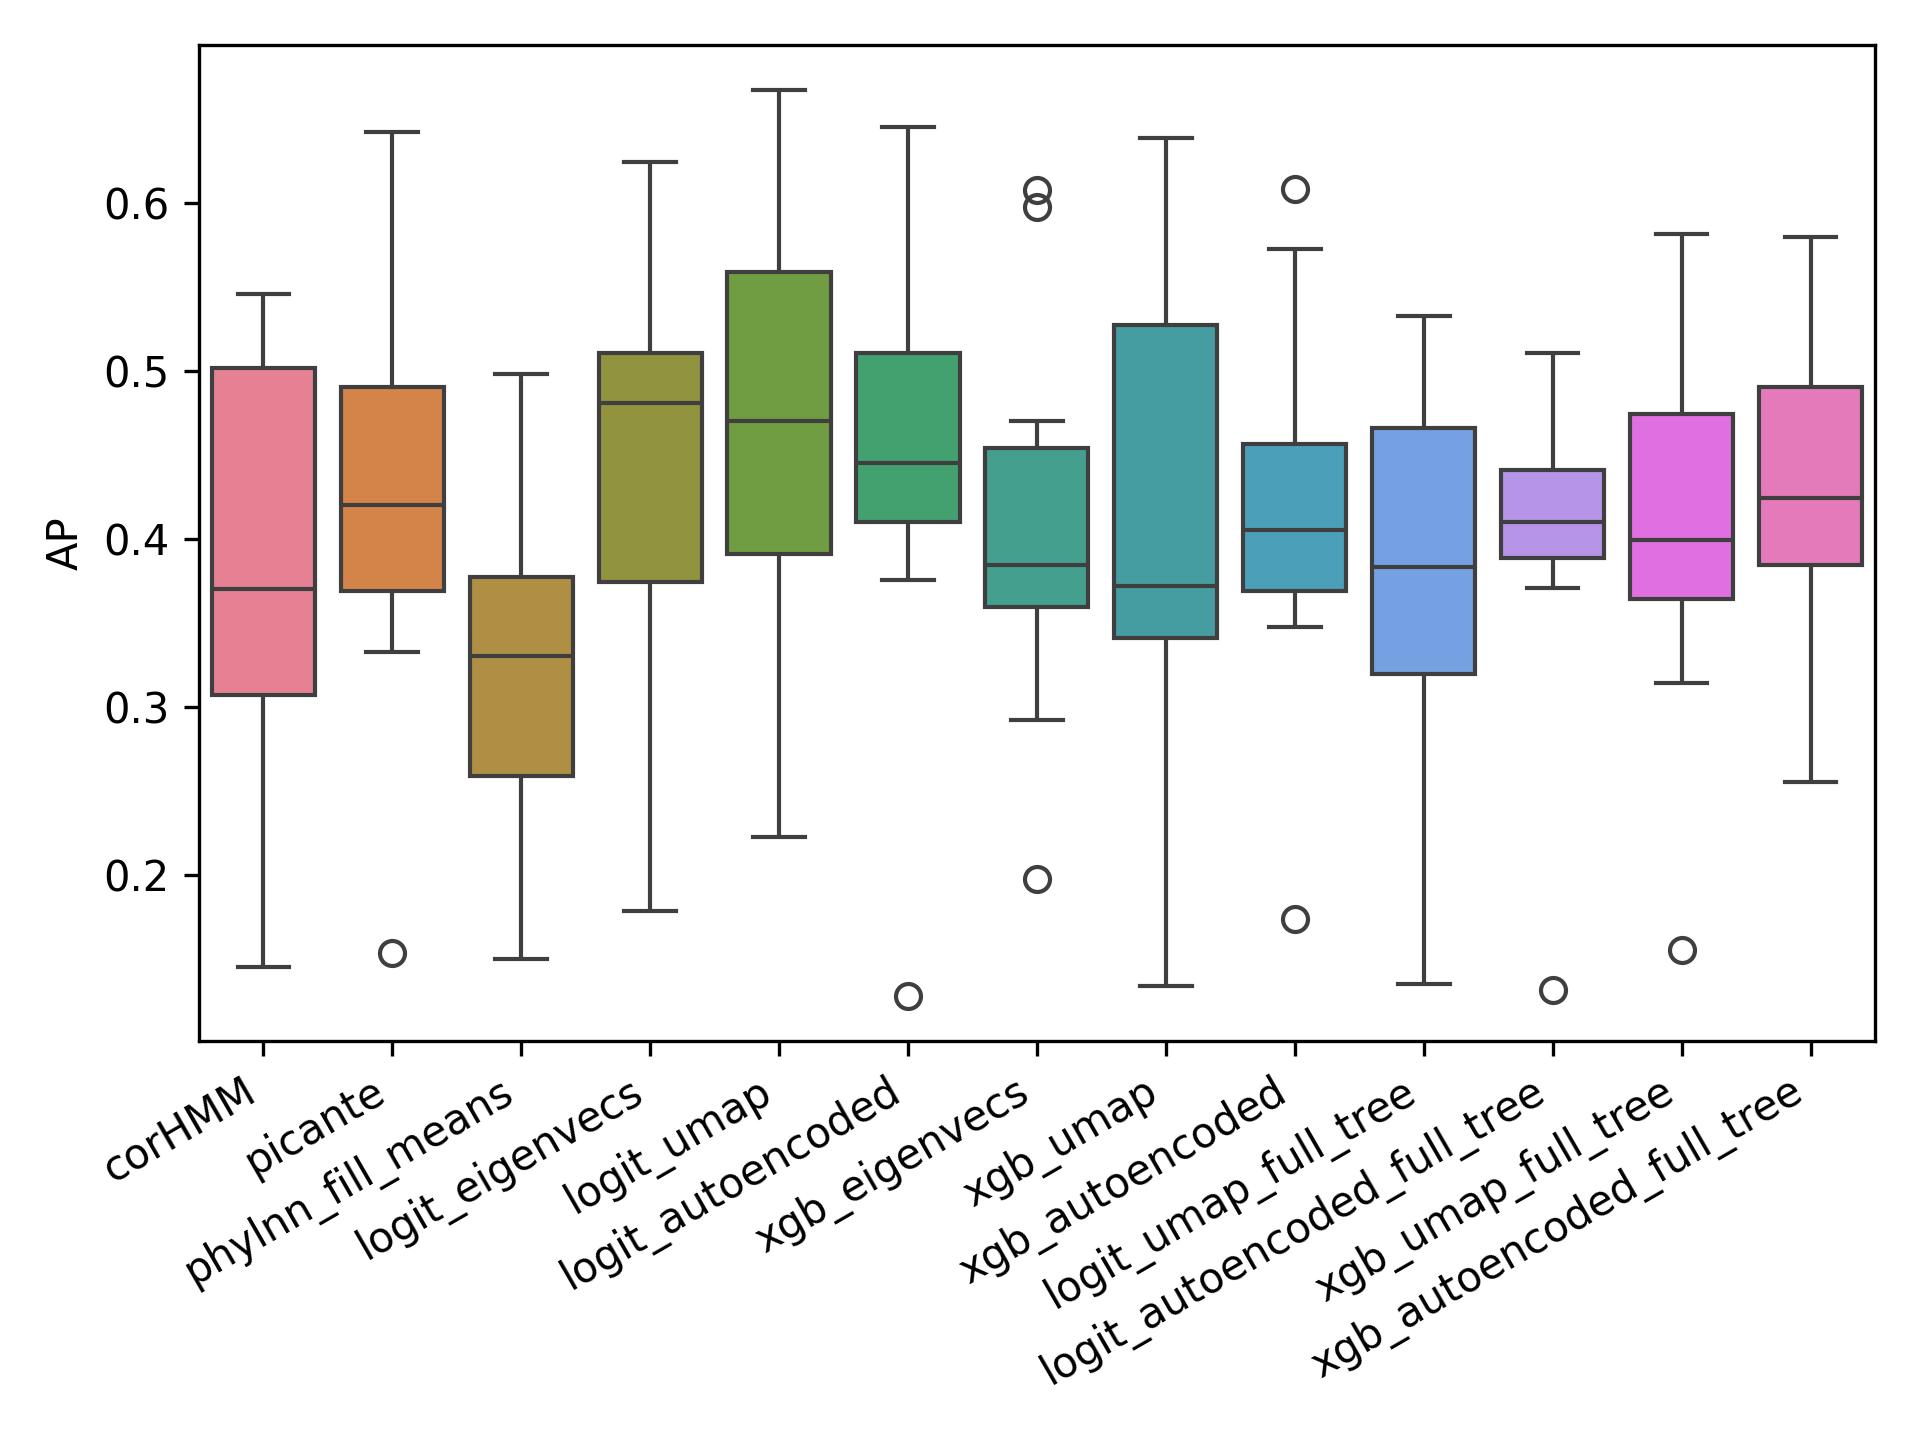 AP
0.6
0.5
0.4
0.3
0.2
corHMM
picante
phylnn_fill_means
logit_eigenvecs
logit_umap
logit_autoencoded
xgb_eigenvecs
xgb_umap
xgb_autoencoded
logit_umap_full_tree
logit_autoencoded_full_tree
xgb_umap_full_tree
xgb_autoencoded_full_tree